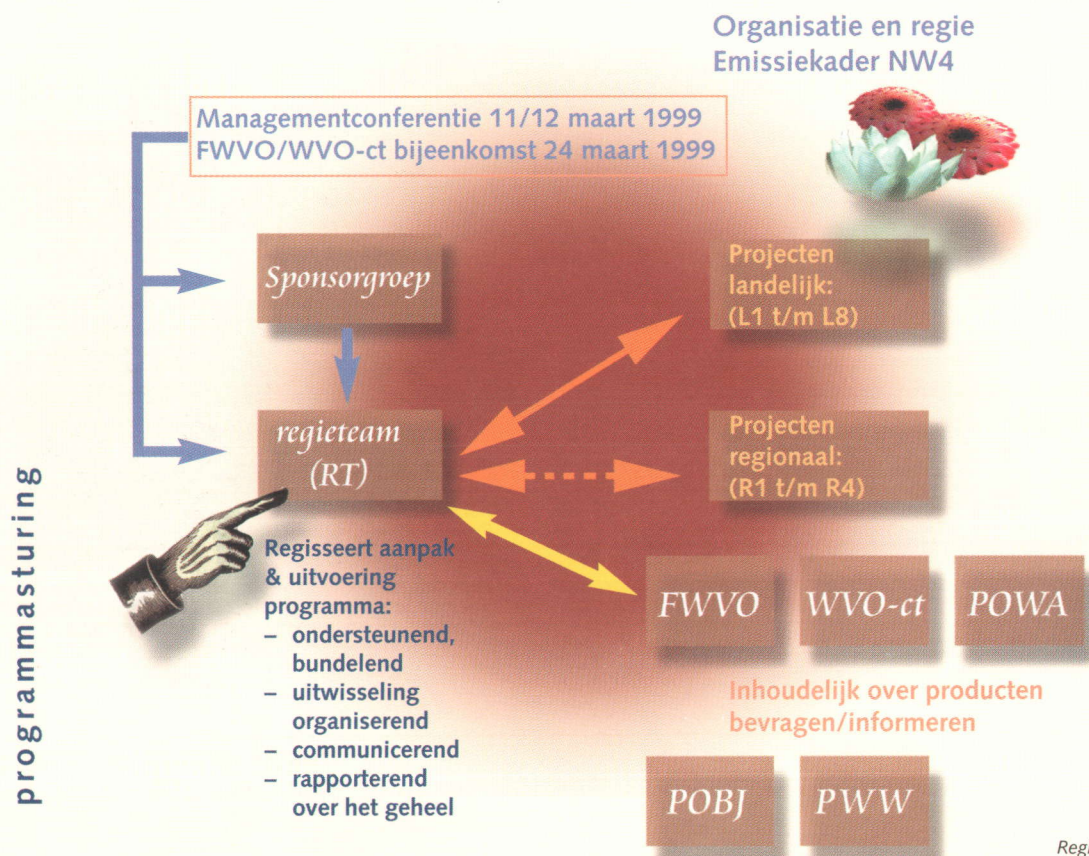 Organisatie en regie
Emissiekader NW4
Managementconferentie 11/12 maart 1999
FWVO/WVO-ct bijeenkomst 24 maart 1999
Sponsorgroep
Projecten
landelijk:
(L1 t/m L8)
regieteam
(RT)
Projecten
regionaal:
(R1 t/m R4)
programmasturing
Regisseert aanpak
& uitvoering
programma:
– ondersteunend,
bundelend
– uitwisseling
organiserend
– communicerend
– rapporterend
over het geheel
FWVO
WVO-ct
POWA
Inhoudelijk over producten
bevragen/informeren
POBJ
PWW